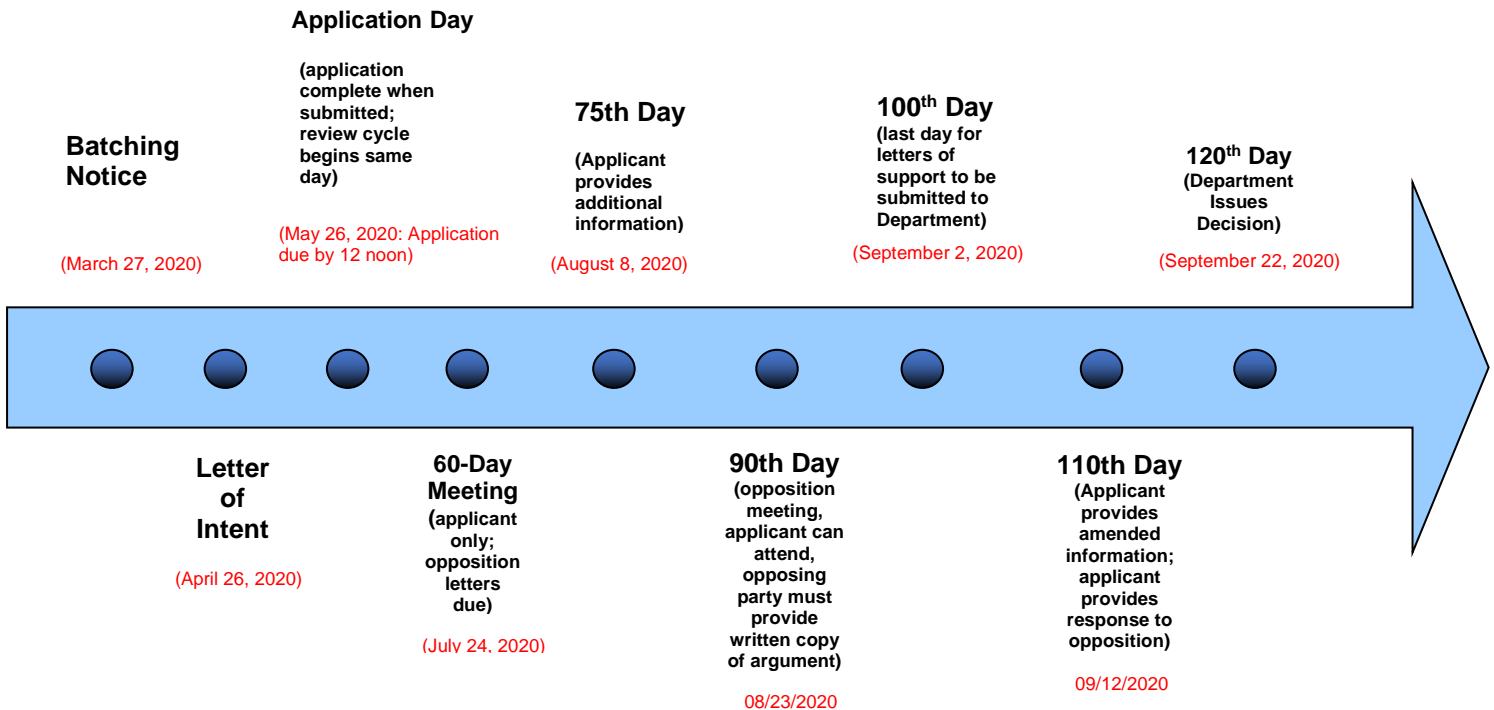 Batching
Notice
(March 27, 2020)
Letter
of
Intent
(April 26, 2020)
Application Day
(application
complete when
submitted;
review cycle
begins same
day)
(May 26, 2020: Application
due by 12 noon)
60-Day
Meeting
(applicant
only;
opposition
letters
due)
(July 24, 2020)
75th Day
(Applicant
provides
additional
information)
(August 8, 2020)
90th Day
(opposition
meeting,
applicant can
attend,
opposing
party must
provide
written copy
of argument)
08/23/2020
100th Day
(last day for
letters of
support to be
submitted to
Department)
(September 2, 2020)
110th Day
(Applicant
provides
amended
information;
applicant
provides
response to
opposition)
09/12/2020
120th Day
(Department
Issues
Decision)
(September 22, 2020)